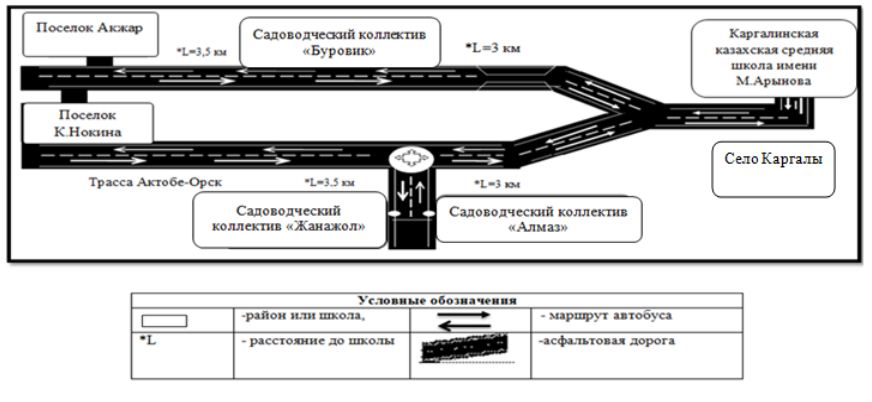 Поселок Акжар
Садоводческий коллектив
«Буровик»
*L=3,5 км
*L=3 км
Каргалинская
казахская средняя
школа имени
М.Арынова
Поселок
К.Нокина
Трасса Актобе-Орск
*L=3.5 км
*L=3 км
Село Каргалы
Садоводческий
коллектив «Жанажол»
Садоводческий коллектив
«Алмаз»
Условные обозначения
-район или школа,
- маршрут автобуса
*L
- расстояние до школы
-асфальтовая дорога